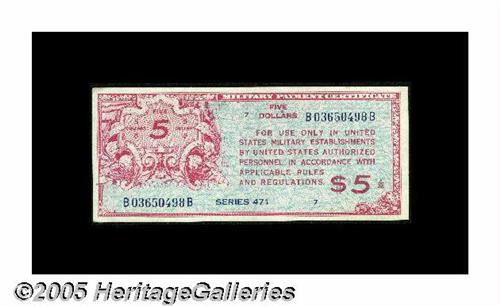 MILITARY PAYMENT CERTIFICATE
FIVE
5
7 FIVE DOLLARS B03650498B
FOR USE ONLY IN UNITED
STATES MILITARY ESTABLISHMENTS
BY UNITED STATES AUTHORIZED
PERSONNEL IN ACCORDANCE WITH
APPLICABLE RULES
AND REGULATIONS.
$5
B03650498B SERIES 471 7
©2005 HeritageGalleries